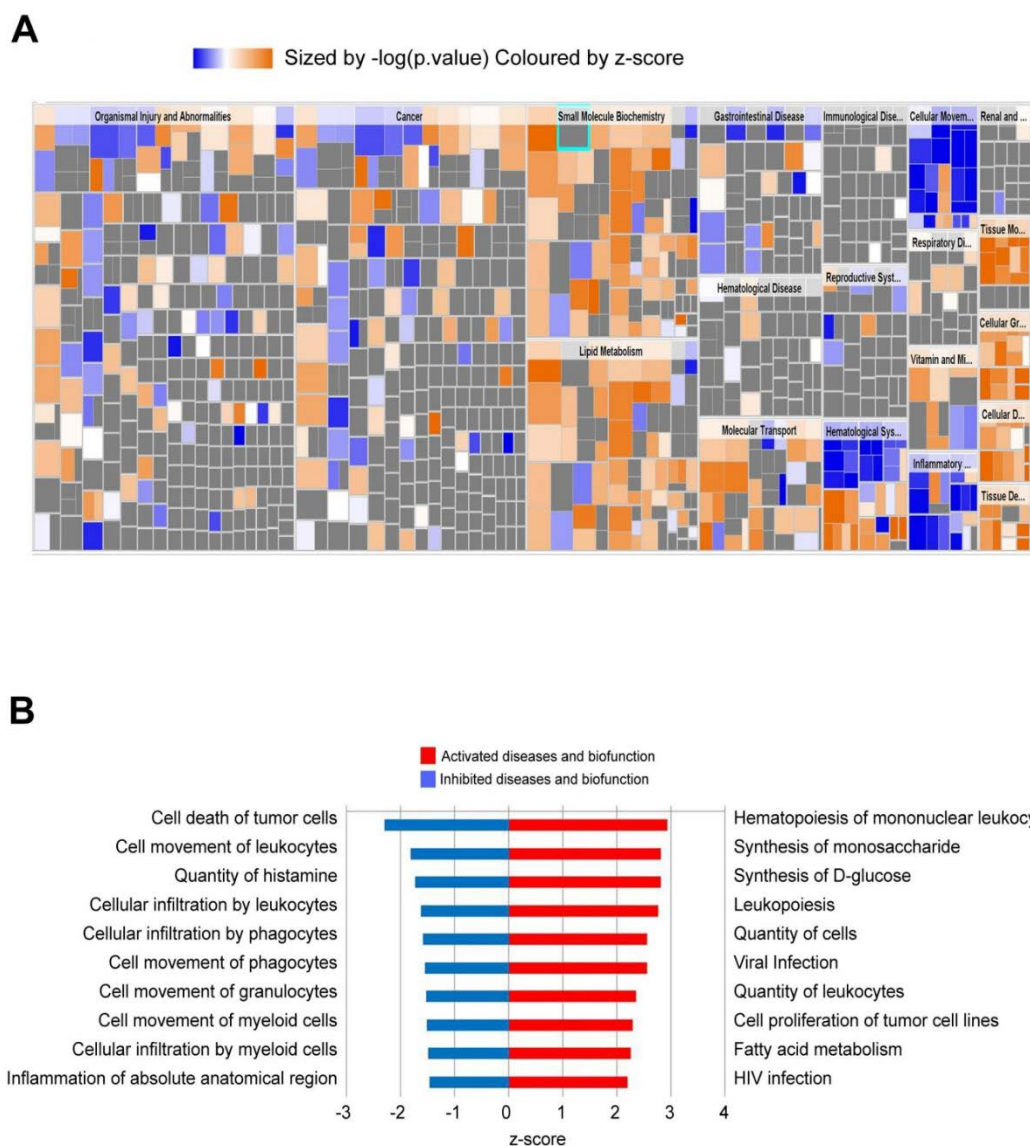 A
Sized by -log(p.value) Coloured by z-score
Organismal Injury and Abnormalities
Cancer
Small Molecule Biochemistry
Gastrointestinal Disease
Immunological Dise...
Cellular Movem...
Renal and ...
Respiratory Di...
Tissue Mo...
Hematological Disease
Reproductive Syst...
Cellular Gr...
Lipid Metabolism
Vitamin and Mi...
Cellular D...
Molecular Transport
Hematological Sys...
Inflammatory ...
Tissue De...
B
Activated diseases and biofunction
Inhibited diseases and biofunction
Cell death of tumor cells
Cell movement of leukocytes
Quantity of histamine
Cellular infiltration by leukocytes
Cellular infiltration by phagocytes
Cell movement of phagocytes
Cell movement of granulocytes
Cell movement of myeloid cells
Cellular infiltration by myeloid cells
Inflammation of absolute anatomical region
Hematopoiesis of mononuclear leukocy
Synthesis of monosaccharide
Synthesis of D-glucose
Leukopoiesis
Quantity of cells
Viral Infection
Quantity of leukocytes
Cell proliferation of tumor cell lines
Fatty acid metabolism
HIV infection
-3 -2 -1 0 1 2 3 4
z-score